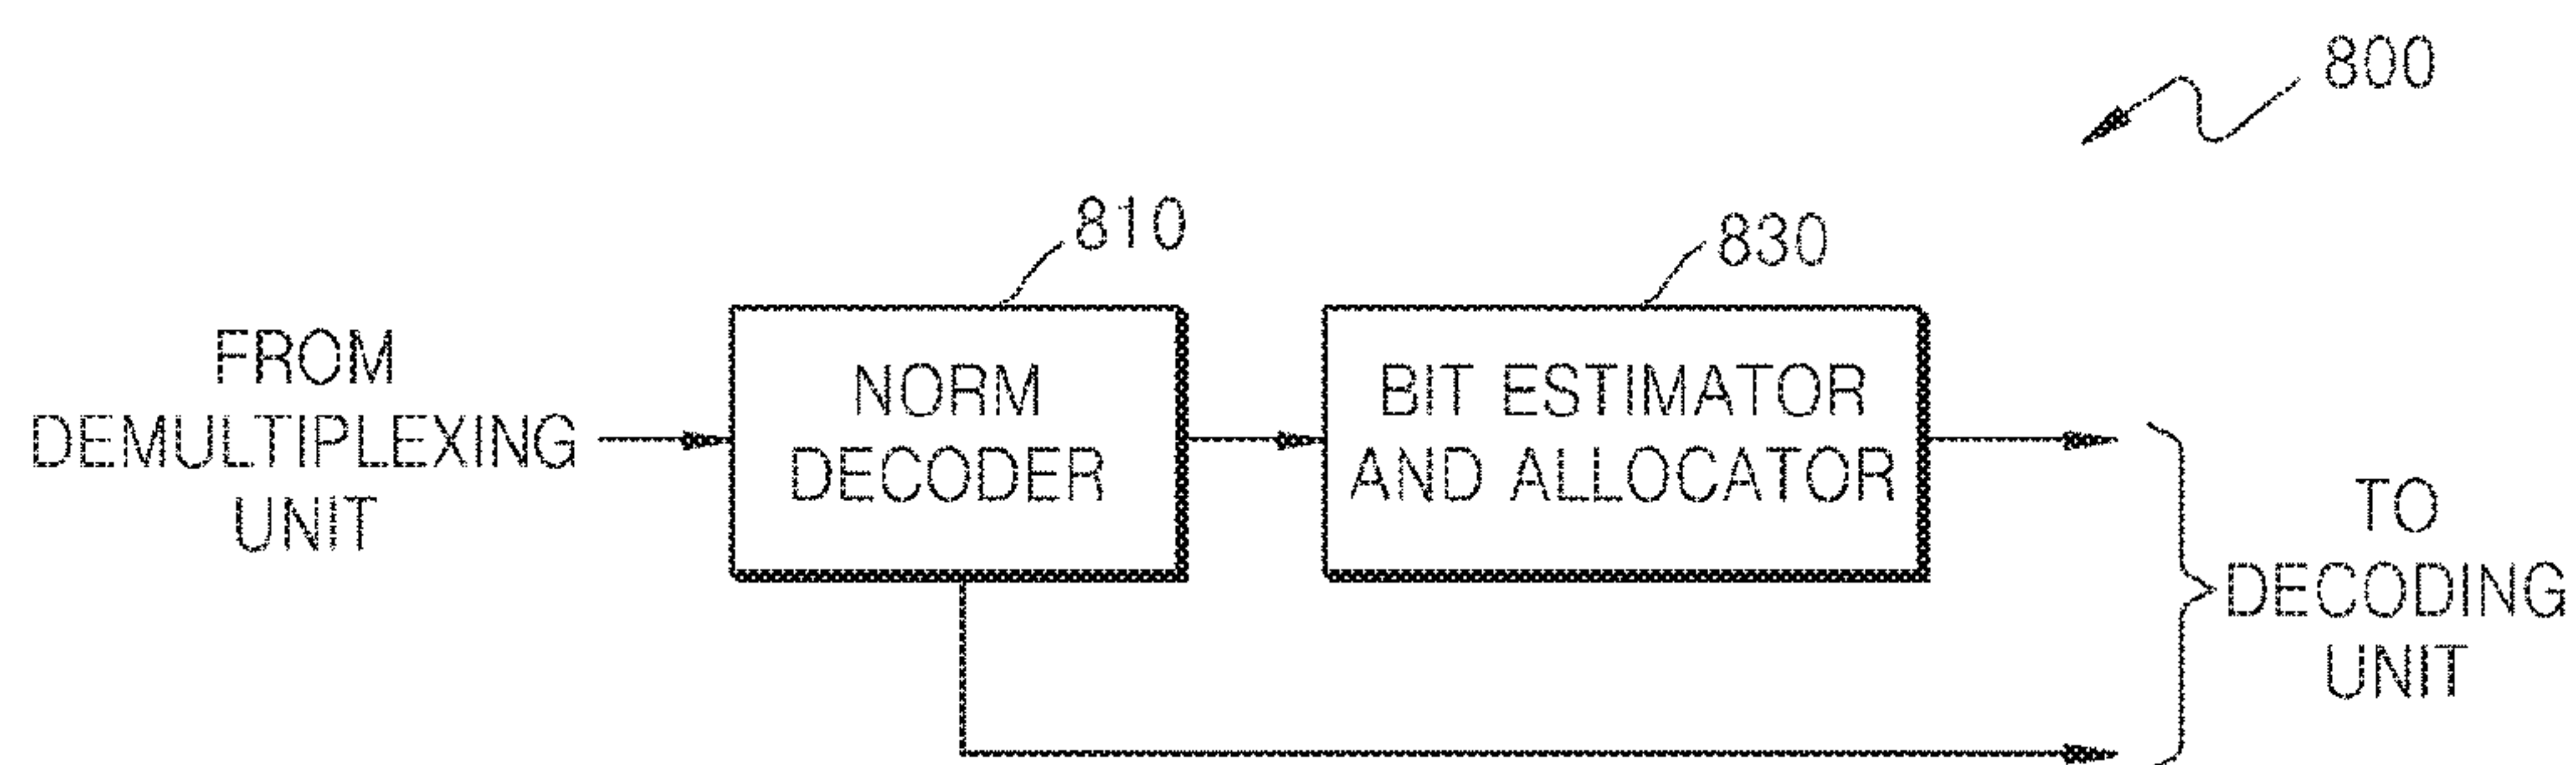 800
810
830
FROM
DEMULTIPLEXING
UNIT
NORM
DECODER
BIT ESTIMATOR
AND ALLOCATOR
TO
DECODING
UNIT